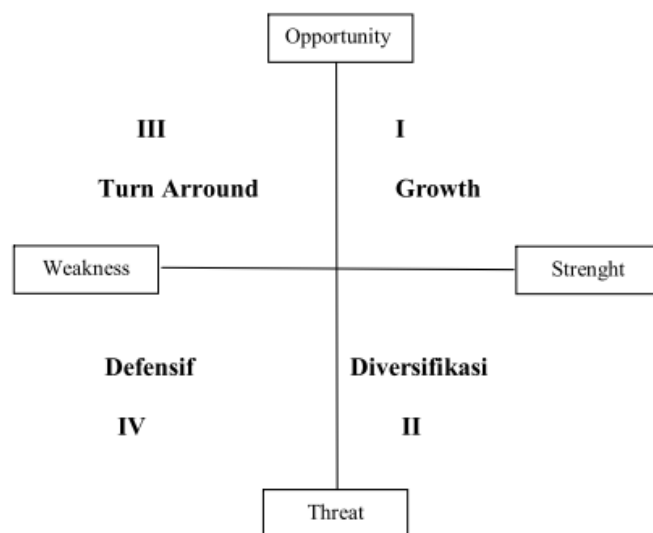 Opportunity
III
I
Turn Arround
Growth
Weakness
Strenght
Defensif
Diversifikasi
IV
II
Threat